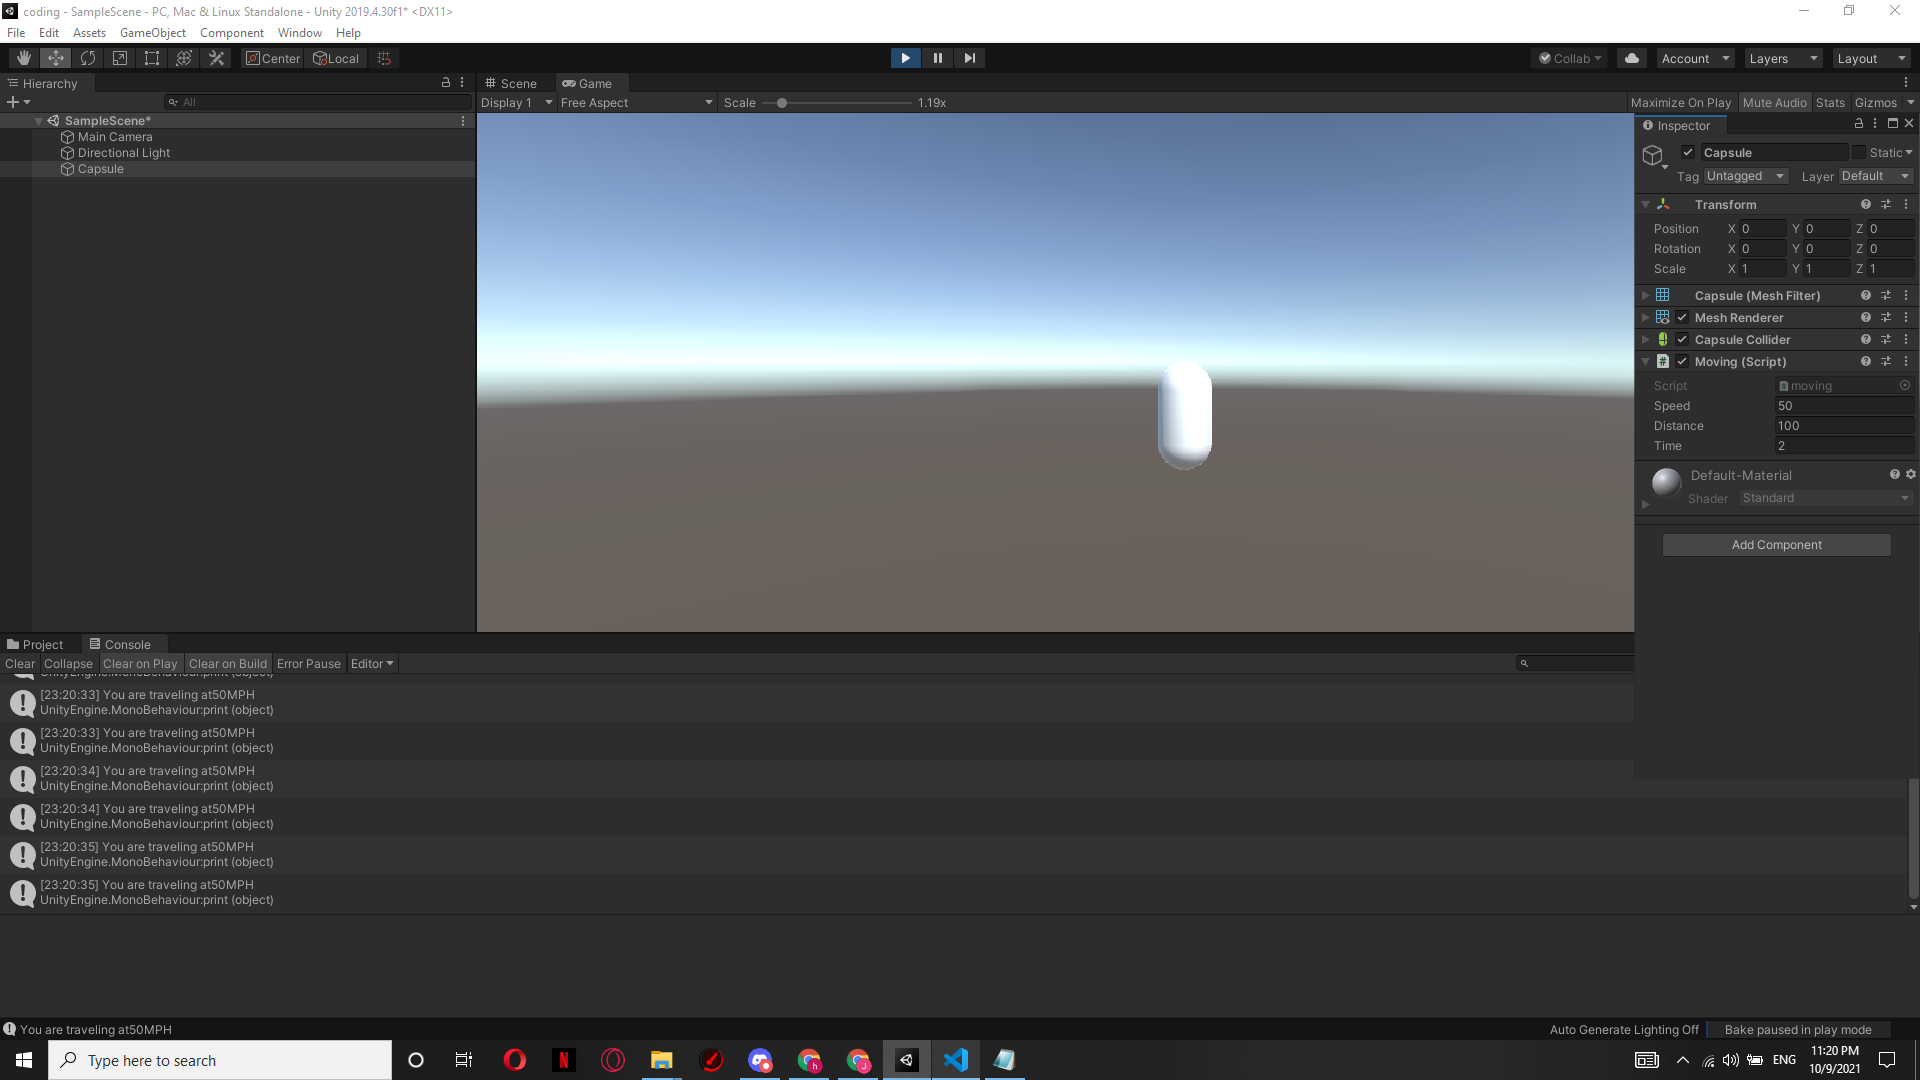 coding - SampleScene - PC, Mac & Linux Standalone - Unity 2019.4.30f1* <DX11>
File Edit Assets GameObject Component Window Help
Center Local Collab Account Layers Layout
Hierarchy
All
SampleScene*
Main Camera
Directional Light
Capsule
Scene Game
Display 1 Free Aspect Scale 1.19x Maximize On Play Mute Audio Stats Gizmos
Inspector
Capsule Static
Tag Untagged Layer Default
Transform
Position X 0 Y 0 Z 0
Rotation X 0 Y 0 Z 0
Scale X 1 Y 1 Z 1
Capsule (Mesh Filter)
Mesh Renderer
Capsule Collider
# Moving (Script)
Script moving
Speed 50
Distance 100
Time 2
Default-Material
Shader Standard
Add Component
Project Console
Clear Collapse Clear on Play Clear on Build Error Pause Editor
UnityEngine.MonoBehaviour:print (object)
[23:20:33] You are traveling at50MPH
UnityEngine.MonoBehaviour:print (object)
[23:20:33] You are traveling at50MPH
UnityEngine.MonoBehaviour:print (object)
[23:20:34] You are traveling at50MPH
UnityEngine.MonoBehaviour:print (object)
[23:20:34] You are traveling at50MPH
UnityEngine.MonoBehaviour:print (object)
[23:20:35] You are traveling at50MPH
UnityEngine.MonoBehaviour:print (object)
[23:20:35] You are traveling at50MPH
UnityEngine.MonoBehaviour:print (object)
You are traveling at50MPH
Auto Generate Lighting Off Bake paused in play mode
Type here to search
ENG
11:20 PM
10/9/2021